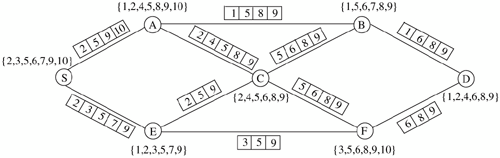 1 5 8 9
{1,2,4,5,8,9,10}
A
B
{1,5,6,7,8,9}
2 5 9 10
2 4 5 8 9
5 6 8 9
1 6 8 9
{2,3,5,6,7,9,10}
S
C
D
{2,4,5,6,8,9}
{1,2,4,6,8,9}
2 3 5 7 9
2 5 9
5 6 8 9
6 8 9
E
3 5 9
F
{1,2,3,5,7,9}
{3,5,6,8,9,10}